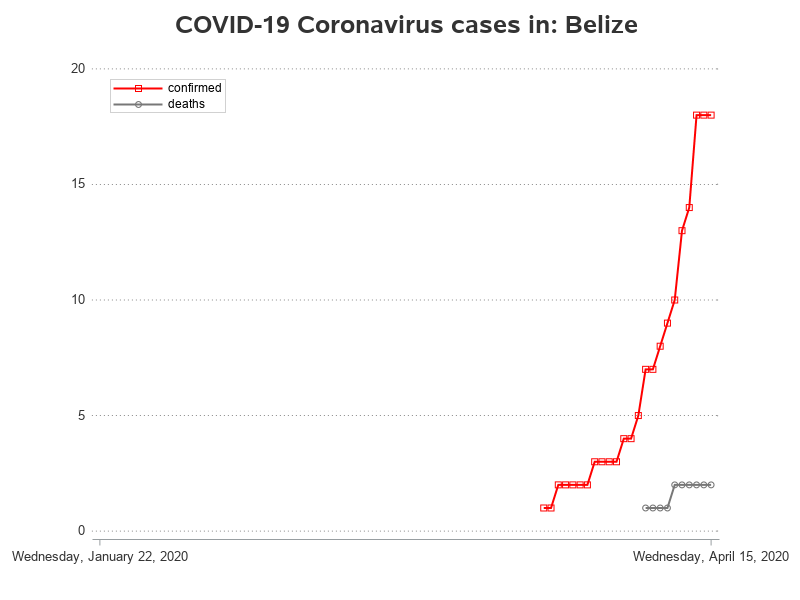 COVID-19 Coronavirus cases in: Belize
20
confirmed
deaths
15
10
5
0
Wednesday, January 22, 2020 Wednesday, April 15, 2020